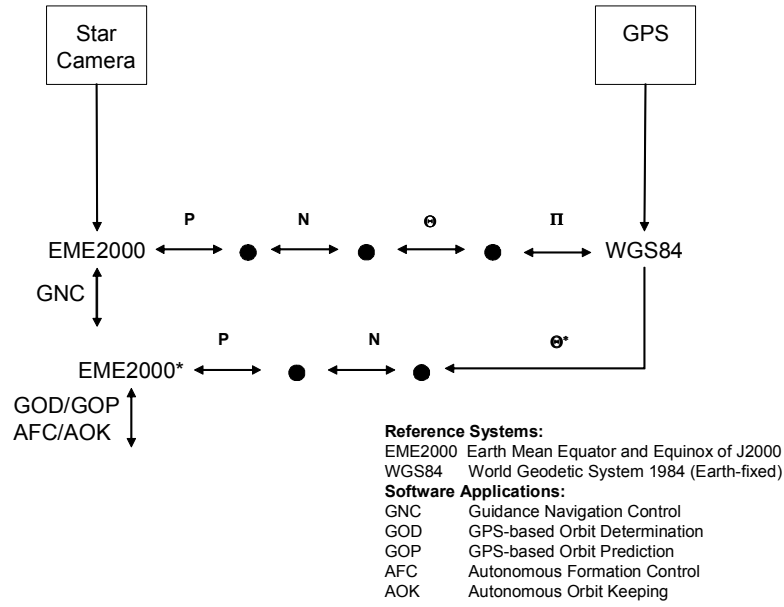 Star
Camera
GPS
P N Θ Π
EME2000 WGS84
GNC
P N Θ*
EME2000*
GOD/GOP
AFC/AOK
Reference Systems:
EME2000 Earth Mean Equator and Equinox of J2000
WGS84 World Geodetic System 1984 (Earth-fixed)
Software Applications:
GNC Guidance Navigation Control
GOD GPS-based Orbit Determination
GOP GPS-based Orbit Prediction
AFC Autonomous Formation Control
AOK Autonomous Orbit Keeping